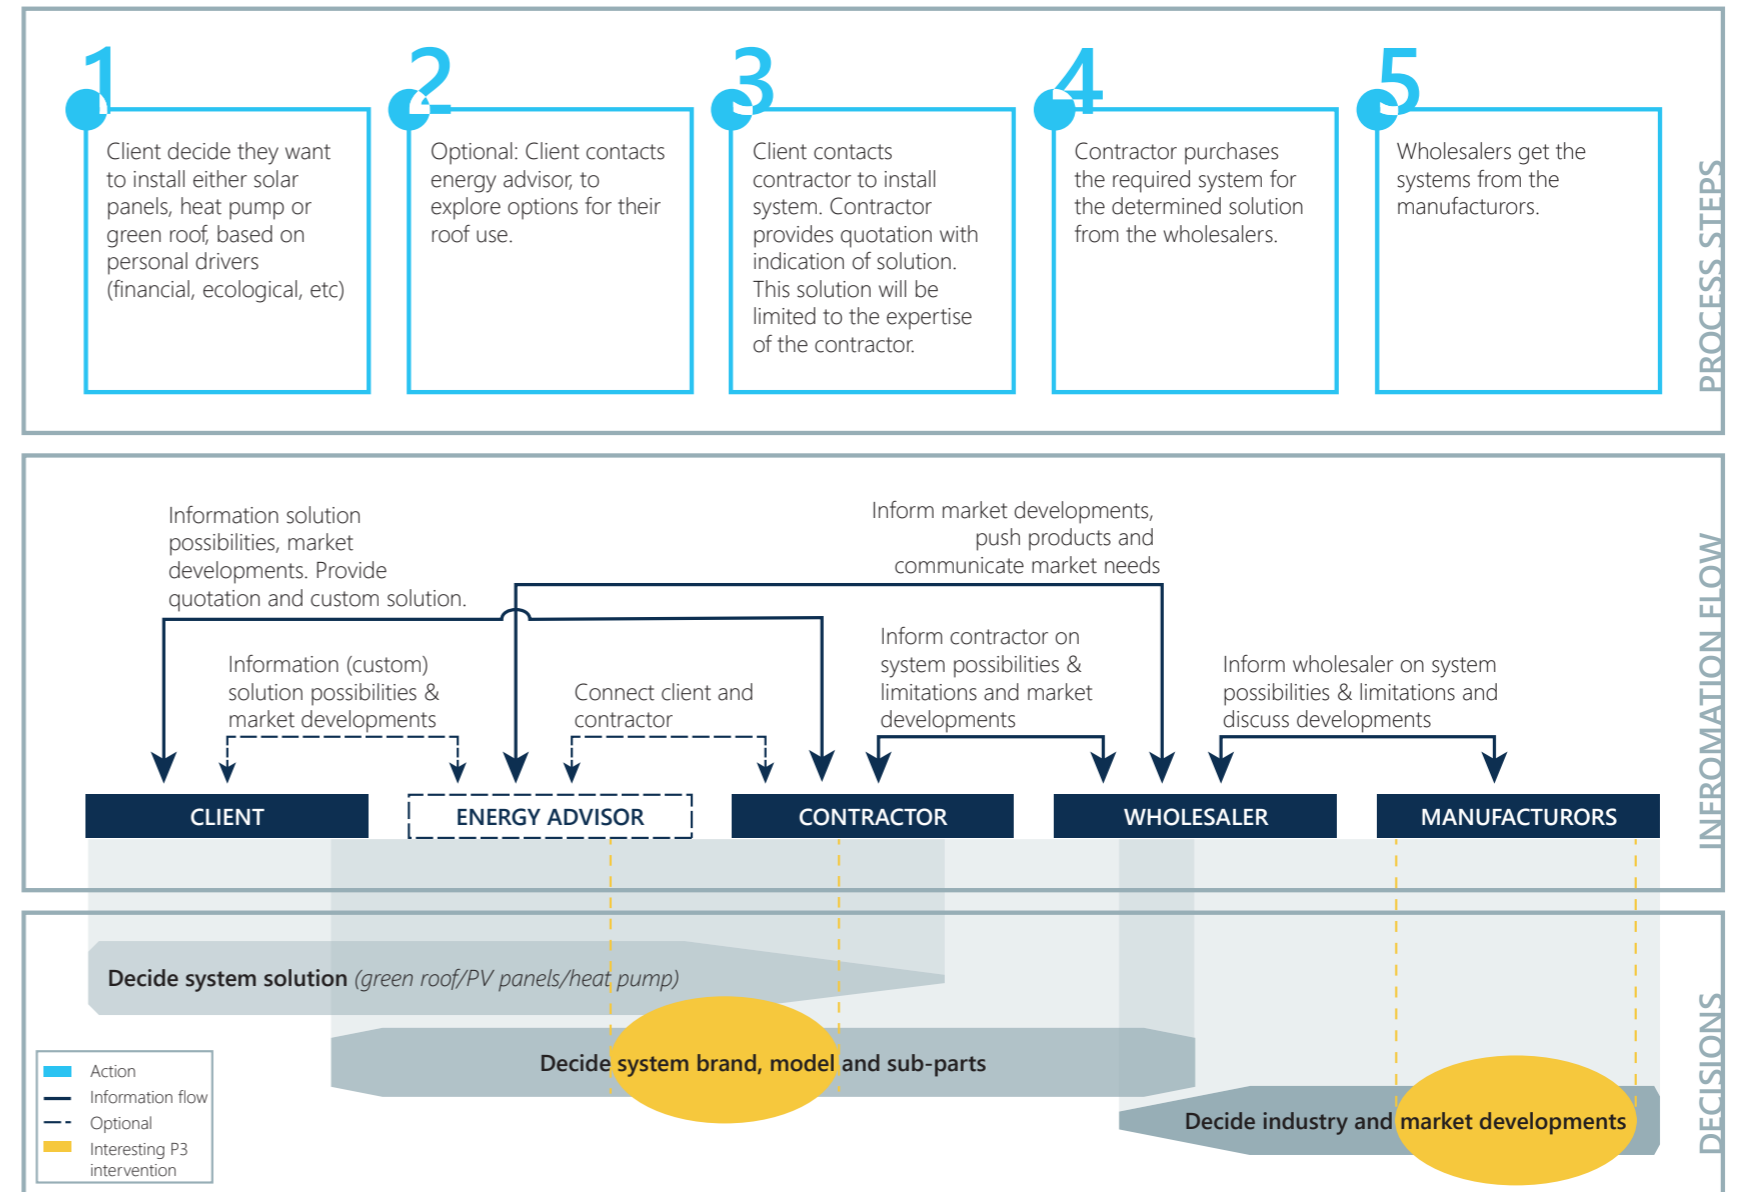 1
Client decide they want
to install either solar
panels, heat pump or
green roof, based on
personal drivers
(financial, ecological, etc)
2
Optional: Client contacts
energy advisor, to
explore options for their
roof use.
3
Client contacts
contractor to install
system. Contractor
provides quotation with
indication of solution.
This solution will be
limited to the expertise
of the contractor.
4
Contractor purchases
the required system for
the determined solution
from the wholesalers.
5
Wholesalers get the
systems from the
manufacturors.
PROCESS STEPS
Information solution
possibilities, market
developments. Provide
quotation and custom solution.
Inform market developments,
push products and
communicate market needs
Information (custom)
solution possibilities &
market developments
Connect client and
contractor
Inform contractor on
system possibilities &
limitations and market
developments
Inform wholesaler on system
possibilities & limitations and
discuss developments
CLIENT
ENERGY ADVISOR
CONTRACTOR
WHOLESALER
MANUFACTURORS
INFROMATION FLOW
Decide system solution (green roof/PV panels/heat pump)
Decide system brand, model and sub-parts
Decide industry and market developments
DECISIONS
Action
Information flow
Optional
Interesting P3
intervention